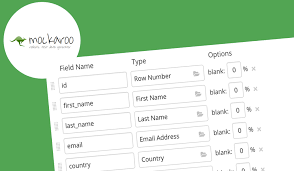 mockaroo
Field Name Type Options
id Row Number blank: 0 % ×
first_name First Name blank: 0 % ×
last_name Last Name blank: 0 % ×
email Email Address blank: 0 % ×
country Country blank: 0 % ×